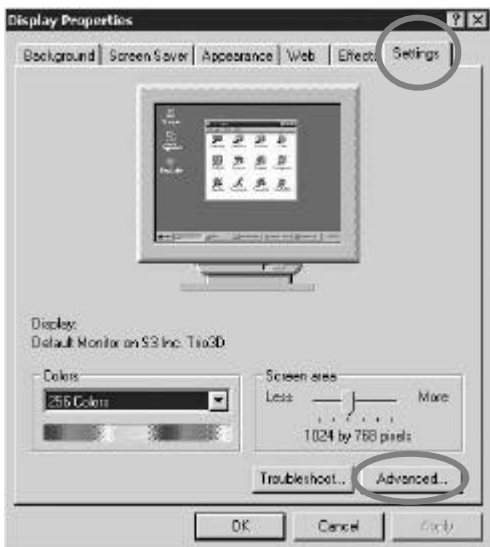 Display Properties
Background Screen Saver Appearance Web Effects Settings
Display:
Default Monitor on S3 Inc. Trio3D
Colors
256 Colors
Screen area
Less More
1024 by 768 pixels
Troubleshoot... Advanced...
OK Cancel Apply